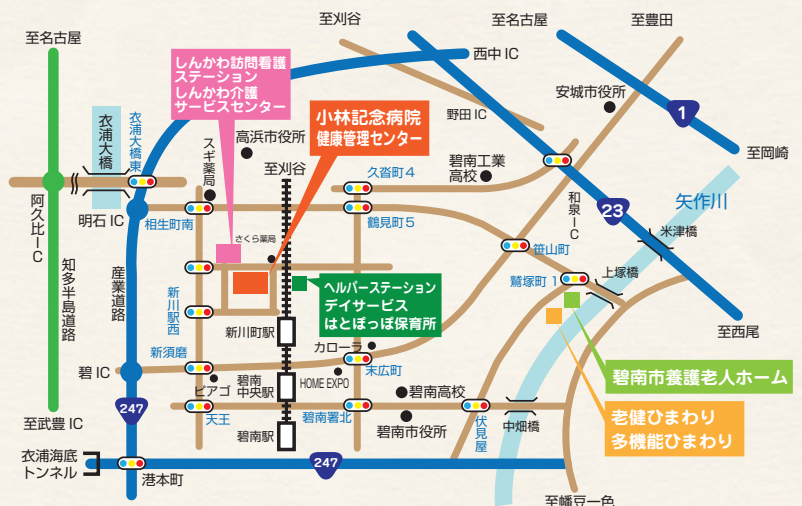 至名古屋
至刈谷
至名古屋
至豊田
西中 IC
しんかわ訪問看護
ステーション
しんかわ介護
サービスセンター
安城市役所
野田 IC
1
衣浦大橋
衣浦大橋東
スギ薬局
高浜市役所
小林記念病院
健康管理センター
至刈谷
久沓町 4
碧南工業
高校
至岡崎
矢作川
阿久比IC
明石 IC
相生町南
さくら薬局
鶴見町 5
和泉IC
23
米津橋
笹山町
鷲塚町 1
上塚橋
知多半島道路
産業道路
新川駅西
ヘルパーステーション
デイサービス
はとぽっぽ保育所
新川町駅
至西尾
カローラ
新須磨
碧 IC
ピアゴ
碧南
中央駅
HOME EXPO
末広町
碧南市養護老人ホーム
碧南高校
老健ひまわり
多機能ひまわり
247
至武豊 IC
天王
碧南駅
碧南署北
碧南市役所
伏見屋
中畑橋
衣浦海底
トンネル
港本町
247
至幡豆一色